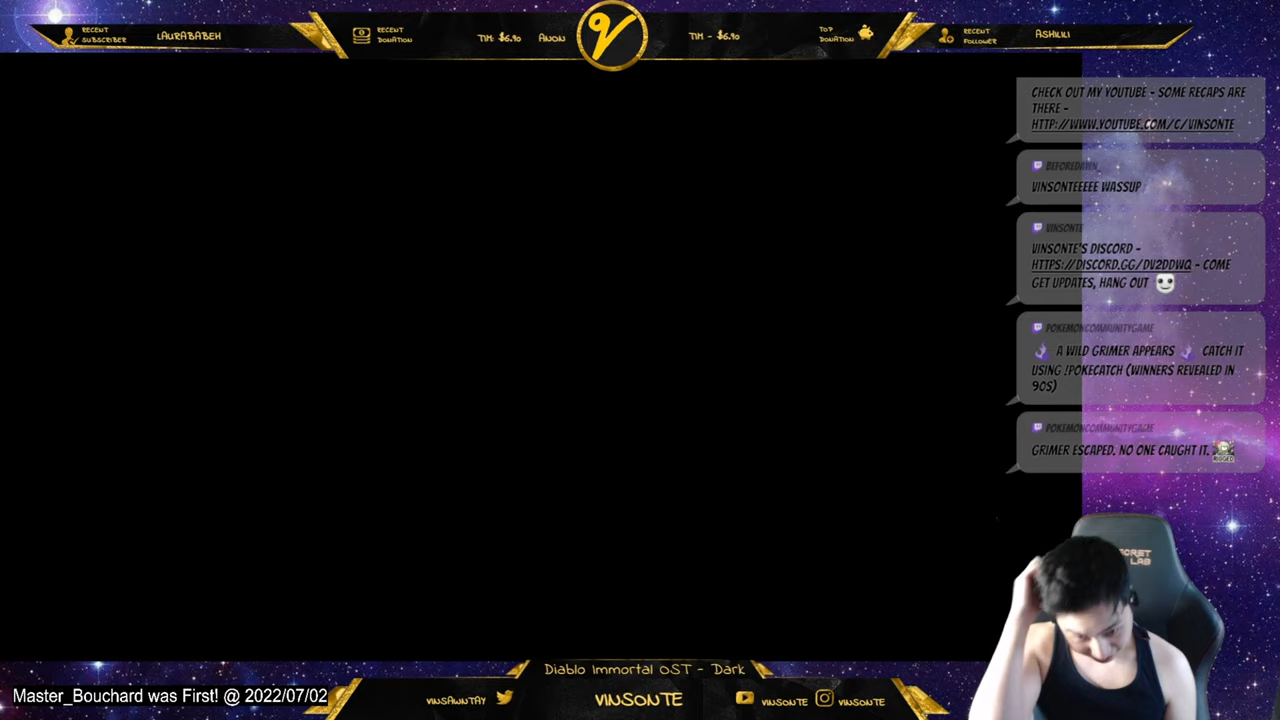 RECENT
SUBSCRIBER
LAURABABEH
RECENT
DONATION
TIM: $6.90
ANON
V
TIM - $6.90
TOP
DONATION
RECENT
FOLLOWER
ASHILILI
CHECK OUT MY YOUTUBE - SOME RECAPS ARE
THERE -
HTTP://WWW.YOUTUBE.COM/C/VINSONTE
BEFOREDAWN_
VINSONTEEEEE WASSUP
VINSONTE
VINSONTE'S DISCORD -
HTTPS://DISCORD.GG/DV2DDWQ - COME
GET UPDATES, HANG OUT
POKEMONCOMMUNITYGAME
A WILD GRIMER APPEARS CATCH IT
USING !POKECATCH (WINNERS REVEALED IN
90S)
POKEMONCOMMUNITYGAME
GRIMER ESCAPED. NO ONE CAUGHT IT.
SECRET
LAB
Diablo Immortal OST - Dark
Master_Bouchard was First! @ 2022/07/02
VINSAWNTAY
VINSONTE
VINSONTE
VINSONTE